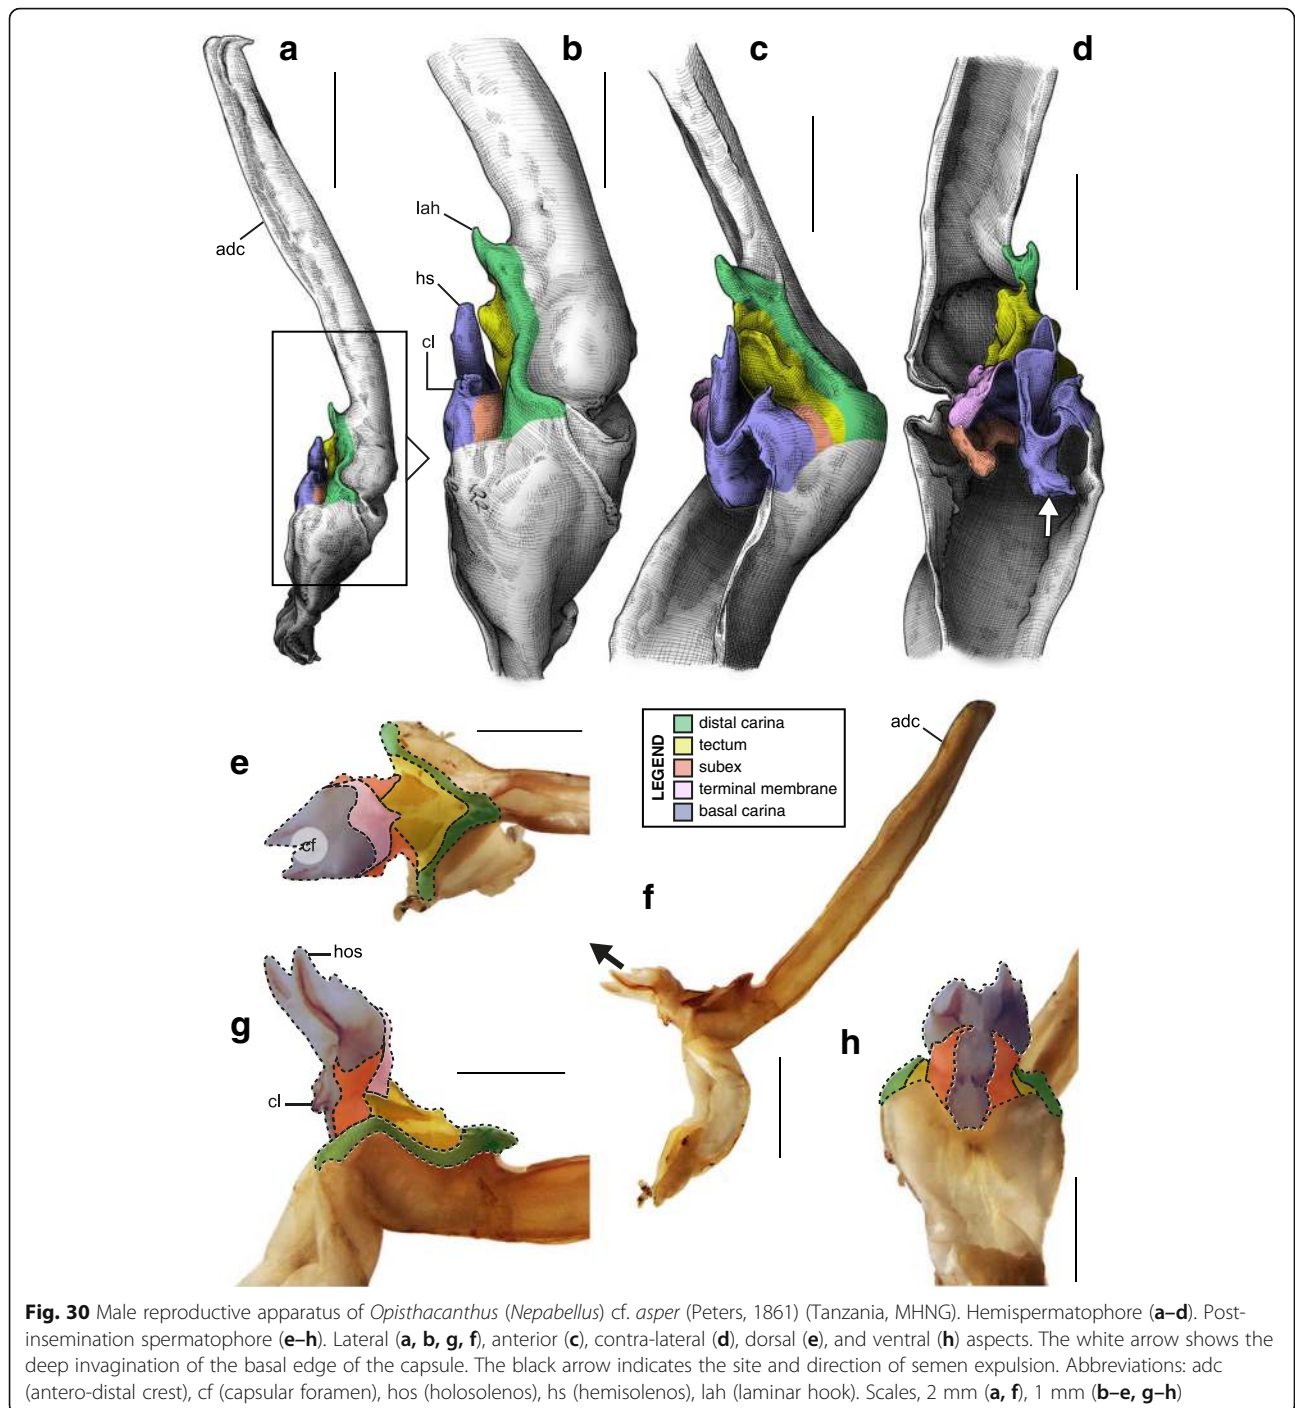 a
b
c
d
lah
adc
hs
cl
LEGEND
distal carina
tectum
subex
terminal membrane
basal carina
adc
e
cf
f
hos
g
h
cl
Fig. 30 Male reproductive apparatus of Opisthacanthus (Nepabellus) cf. asper (Peters, 1861) (Tanzania, MHNG). Hemispermatophore (a–d). Post-
insemination spermatophore (e–h). Lateral (a, b, g, f), anterior (c), contra-lateral (d), dorsal (e), and ventral (h) aspects. The white arrow shows the
deep invagination of the basal edge of the capsule. The black arrow indicates the site and direction of semen expulsion. Abbreviations: adc
(antero-distal crest), cf (capsular foramen), hos (holosolenos), hs (hemisolenos), lah (laminar hook). Scales, 2 mm (a, f), 1 mm (b–e, g–h)